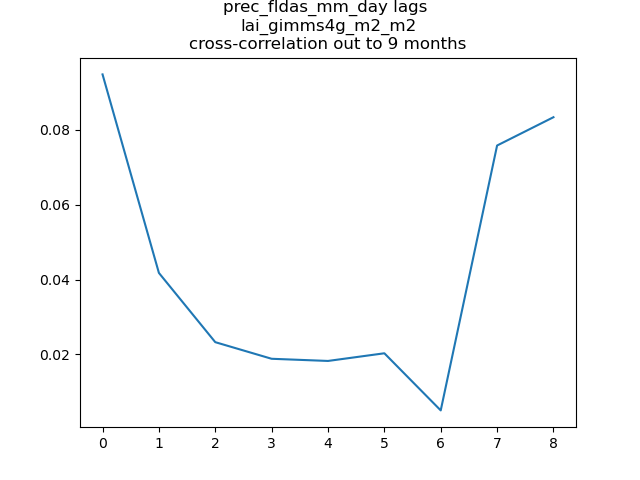 prec_fldas_mm_day lags
lai_gimms4g_m2_m2
cross-correlation out to 9 months
0.08
0.06
0.04
0.02
0 1 2 3 4 5 6 7 8